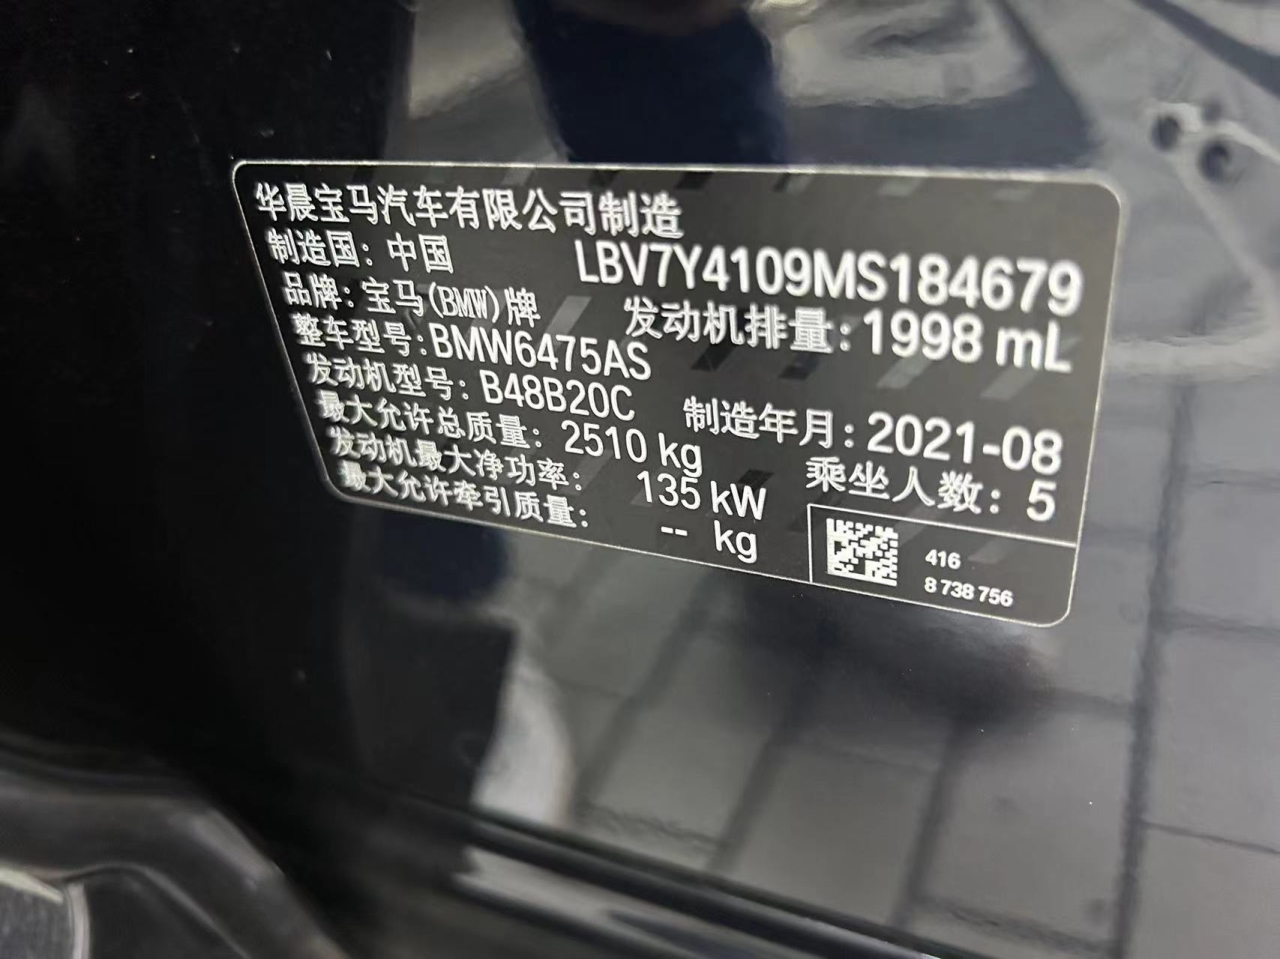 华晨宝马汽车有限公司制造
制造国：中国
LBV7Y4109MS184679
品牌：宝马(BMW)牌
发动机排量：1998 mL
整车型号：BMW6475AS
发动机型号：B48B20C
制造年月：2021-08
最大允许总质量：2510 kg
乘坐人数：5
发动机最大净功率：135 kW
最大允许牵引质量：-- kg
416
8 738 756